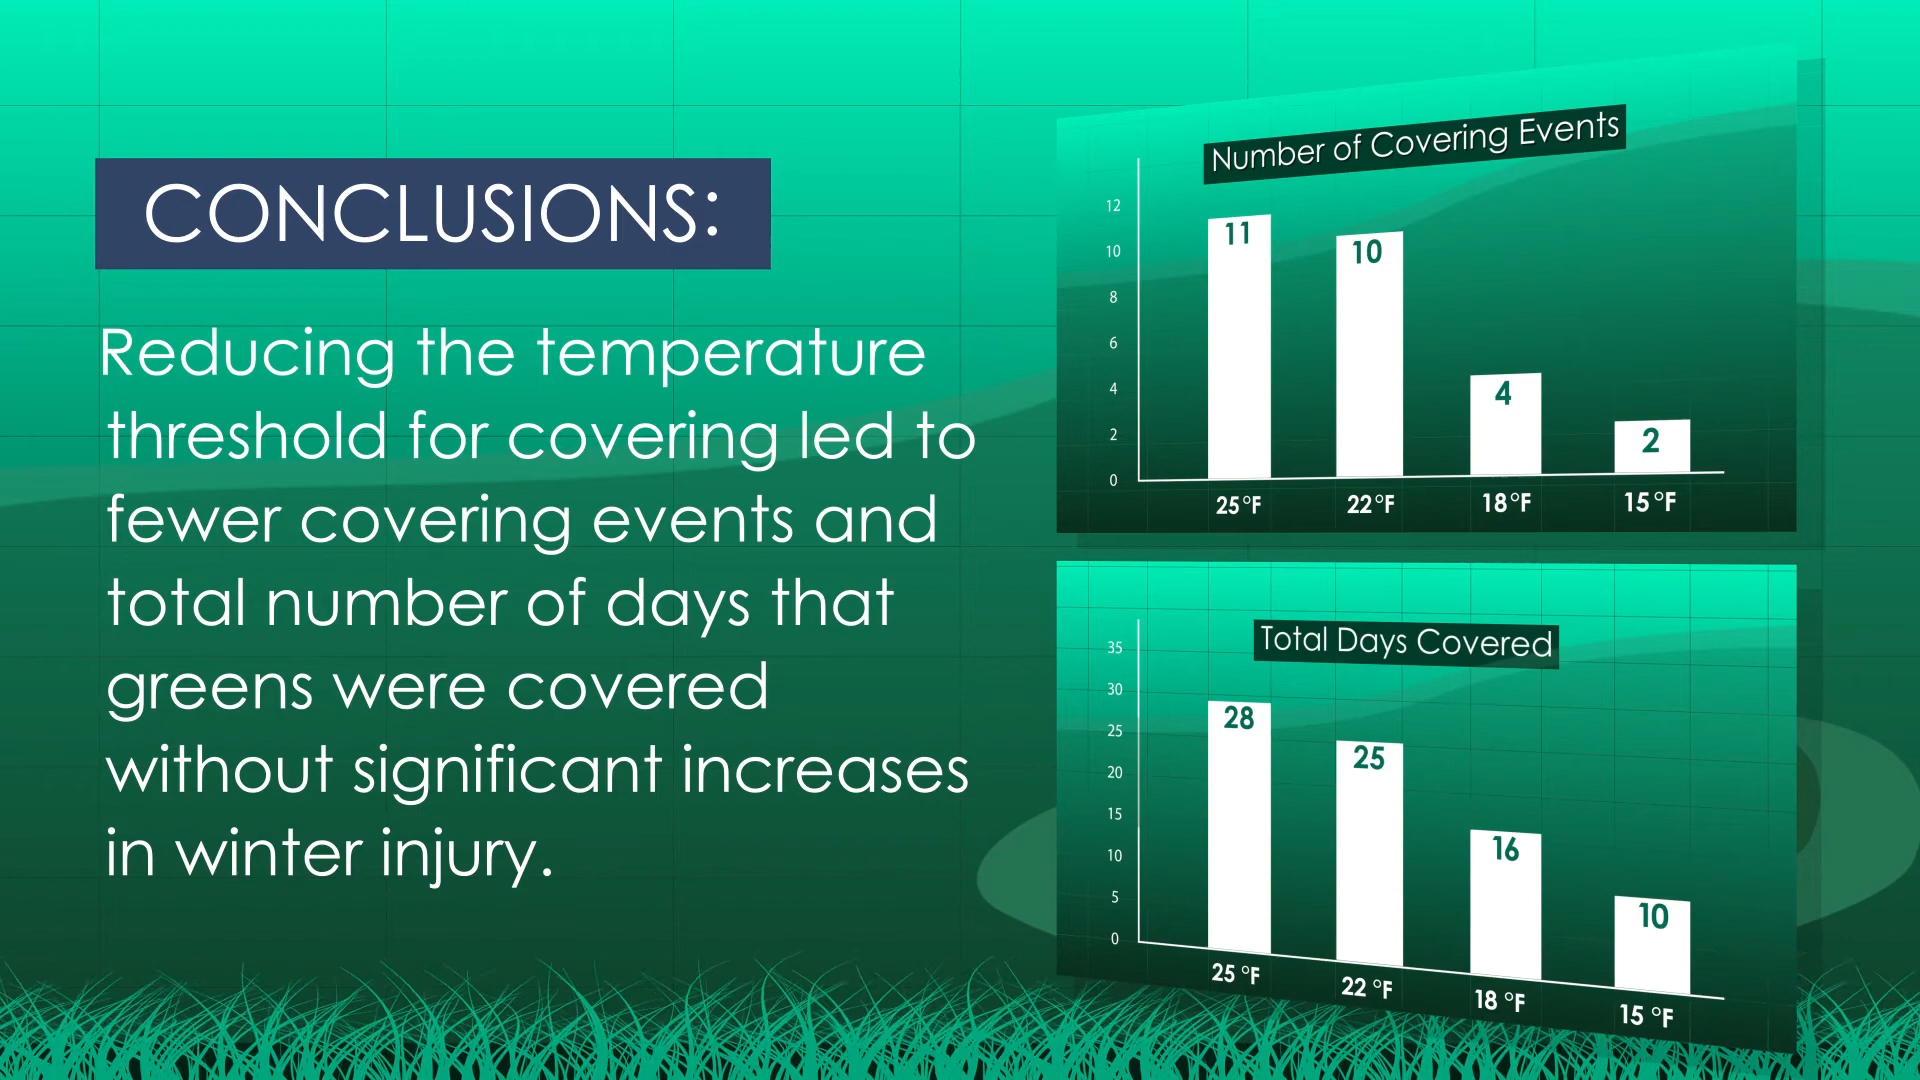 CONCLUSIONS:
Reducing the temperature
threshold for covering led to
fewer covering events and
total number of days that
greens were covered
without significant increases
in winter injury.
Number of Covering Events
12
10
8
6
4
2
0
11
10
4
2
25°F 22°F 18°F 15°F
Total Days Covered
35
30
25
20
15
10
5
0
28
25
16
10
25 °F 22 °F 18 °F 15 °F